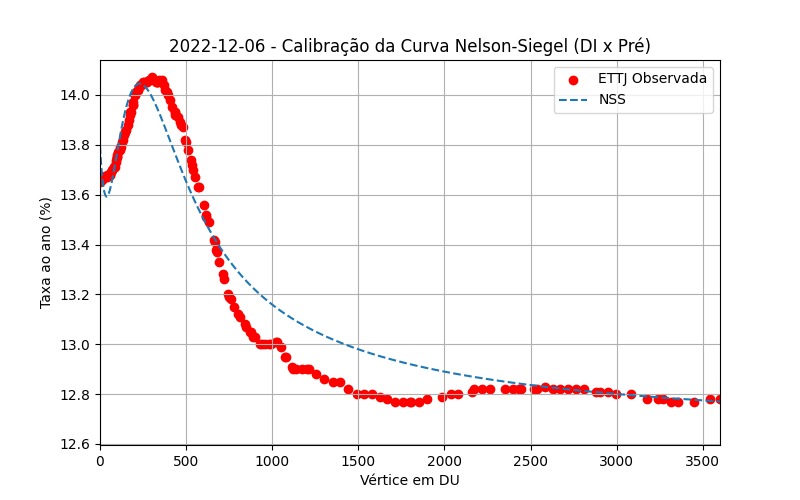 2022-12-06 - Calibração da Curva Nelson-Siegel (DI x Pré)
ETTJ Observada
NSS
Taxa ao ano (%)
14.0
13.8
13.6
13.4
13.2
13.0
12.8
12.6
0 500 1000 1500 2000 2500 3000 3500
Vértice em DU